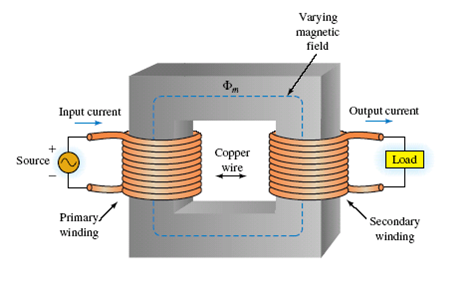 Varying
magnetic
field
Φm
Input current
Output current
+
Source
−
Copper
wire
Load
Primary
winding
Secondary
winding